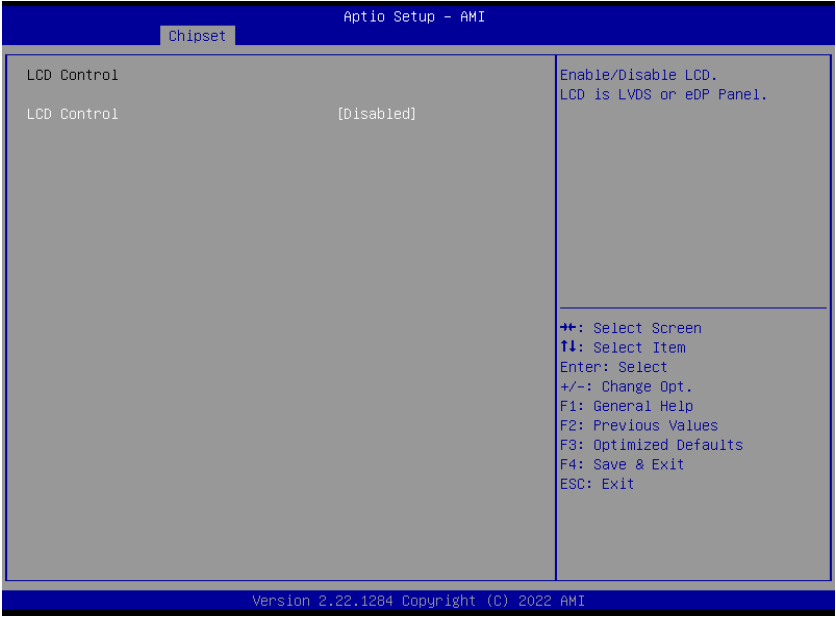 Aptio Setup – AMI
Chipset
LCD Control
LCD Control [Disabled]
Enable/Disable LCD.
LCD is LVDS or eDP Panel.
→←: Select Screen
↑↓: Select Item
Enter: Select
+/-: Change Opt.
F1: General Help
F2: Previous Values
F3: Optimized Defaults
F4: Save & Exit
ESC: Exit
Version 2.22.1284 Copyright (C) 2022 AMI